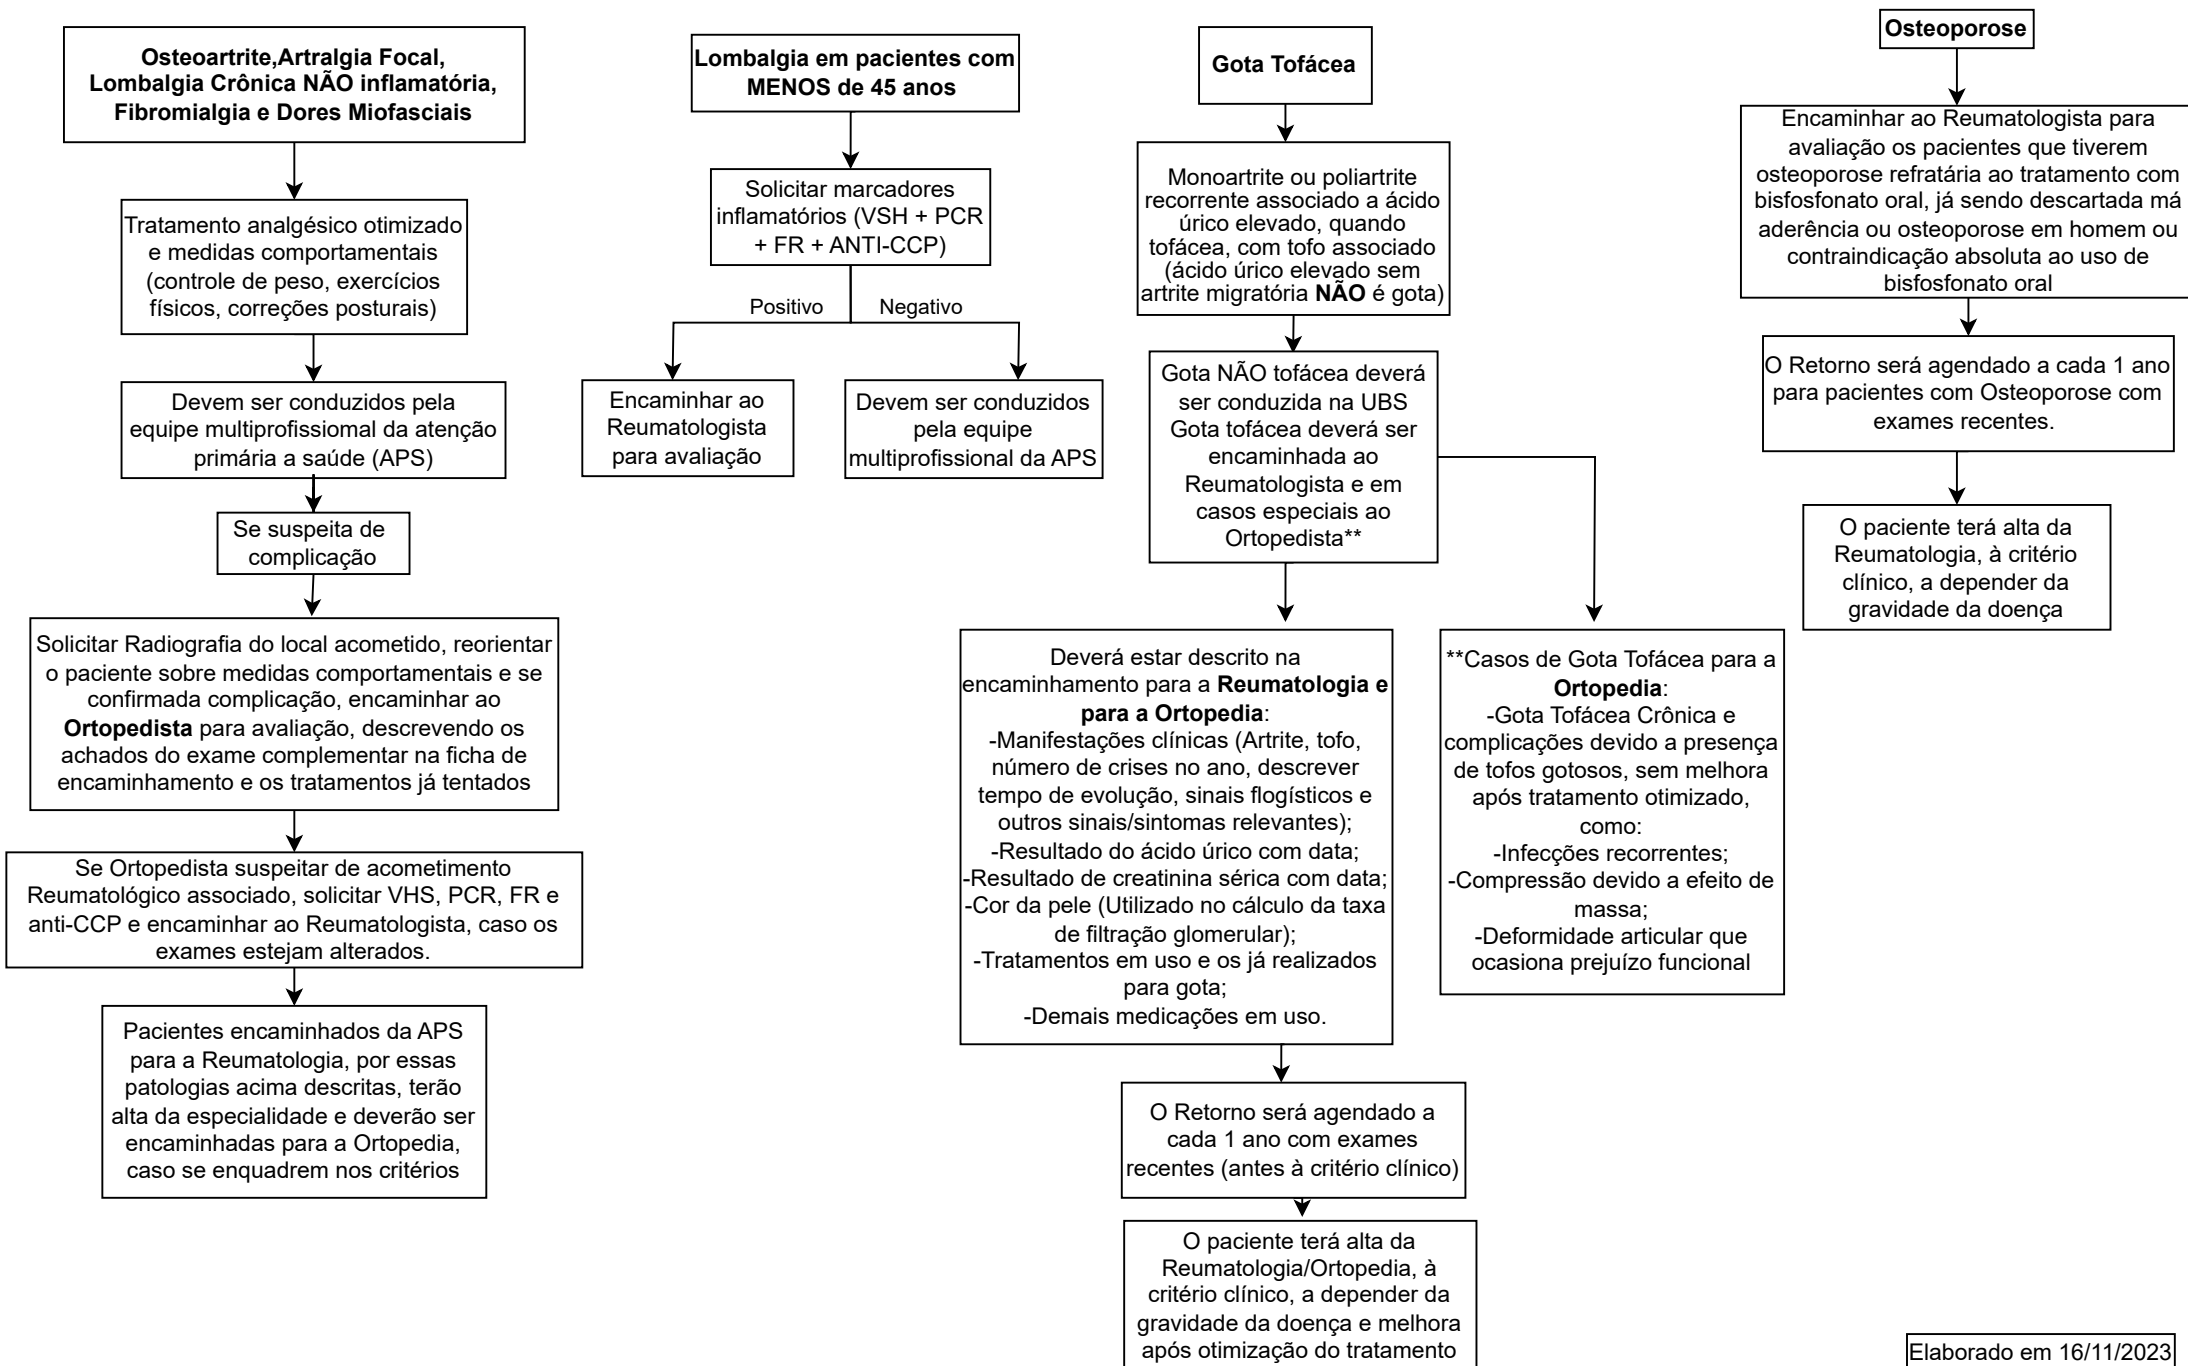 Osteoartrite,Artralgia Focal,
Lombalgia Crônica NÃO inflamatória,
Fibromialgia e Dores Miofasciais
Tratamento analgésico otimizado
e medidas comportamentais
(controle de peso, exercícios
físicos, correções posturais)
Devem ser conduzidos pela
equipe multiprofissiomal da atenção
primária a saúde (APS)
Se suspeita de
complicação
Solicitar Radiografia do local acometido, reorientar
o paciente sobre medidas comportamentais e se
confirmada complicação, encaminhar ao
Ortopedista para avaliação, descrevendo os
achados do exame complementar na ficha de
encaminhamento e os tratamentos já tentados
Se Ortopedista suspeitar de acometimento
Reumatológico associado, solicitar VHS, PCR, FR e
anti-CCP e encaminhar ao Reumatologista, caso os
exames estejam alterados.
Pacientes encaminhados da APS
para a Reumatologia, por essas
patologias acima descritas, terão
alta da especialidade e deverão ser
encaminhadas para a Ortopedia,
caso se enquadrem nos critérios
Lombalgia em pacientes com
MENOS de 45 anos
Solicitar marcadores
inflamatórios (VSH + PCR
+ FR + ANTI-CCP)
Positivo
Negativo
Encaminhar ao
Reumatologista
para avaliação
Devem ser conduzidos
pela equipe
multiprofissional da APS
Gota Tofácea
Monoartrite ou poliartrite
recorrente associado a ácido
úrico elevado, quando
tofácea, com tofo associado
(ácido úrico elevado sem
artrite migratória NÃO é gota)
Gota NÃO tofácea deverá
ser conduzida na UBS
Gota tofácea deverá ser
encaminhada ao
Reumatologista e em
casos especiais ao
Ortopedista**
Deverá estar descrito na
encaminhamento para a Reumatologia e
para a Ortopedia:
-Manifestações clínicas (Artrite, tofo,
número de crises no ano, descrever
tempo de evolução, sinais flogísticos e
outros sinais/sintomas relevantes);
-Resultado do ácido úrico com data;
-Resultado de creatinina sérica com data;
-Cor da pele (Utilizado no cálculo da taxa
de filtração glomerular);
-Tratamentos em uso e os já realizados
para gota;
-Demais medicações em uso.
**Casos de Gota Tofácea para a
Ortopedia:
-Gota Tofácea Crônica e
complicações devido a presença
de tofos gotosos, sem melhora
após tratamento otimizado,
como:
-Infecções recorrentes;
-Compressão devido a efeito de
massa;
-Deformidade articular que
ocasiona prejuízo funcional
O Retorno será agendado a
cada 1 ano com exames
recentes (antes à critério clínico)
O paciente terá alta da
Reumatologia/Ortopedia, à
critério clínico, a depender da
gravidade da doença e melhora
após otimização do tratamento
Osteoporose
Encaminhar ao Reumatologista para
avaliação os pacientes que tiverem
osteoporose refratária ao tratamento com
bisfosfonato oral, já sendo descartada má
aderência ou osteoporose em homem ou
contraindicação absoluta ao uso de
bisfosfonato oral
O Retorno será agendado a cada 1 ano
para pacientes com Osteoporose com
exames recentes.
O paciente terá alta da
Reumatologia, à critério
clínico, a depender da
gravidade da doença
Elaborado em 16/11/2023